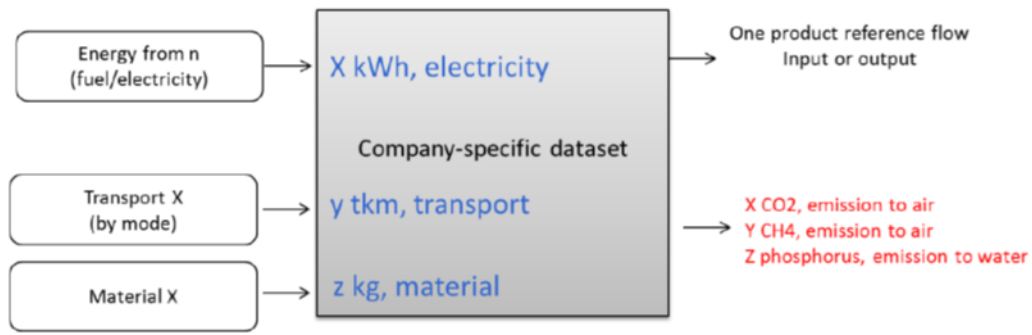 Energy from n
(fuel/electricity)
X kWh, electricity
One product reference flow
Input or output
Company-specific dataset
Transport X
(by mode)
y tkm, transport
X CO2, emission to air
Y CH4, emission to air
Z phosphorus, emission to water
Material X
z kg, material